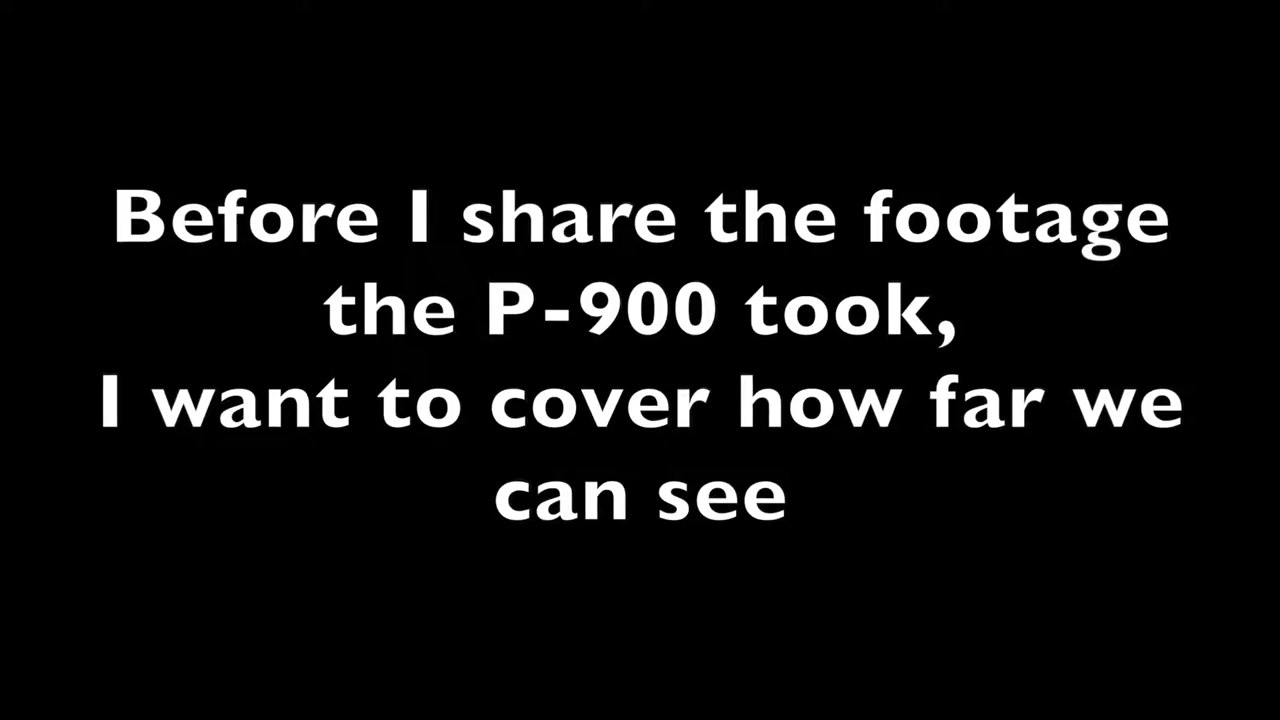 Before I share the footage
the P-900 took,
I want to cover how far we
can see